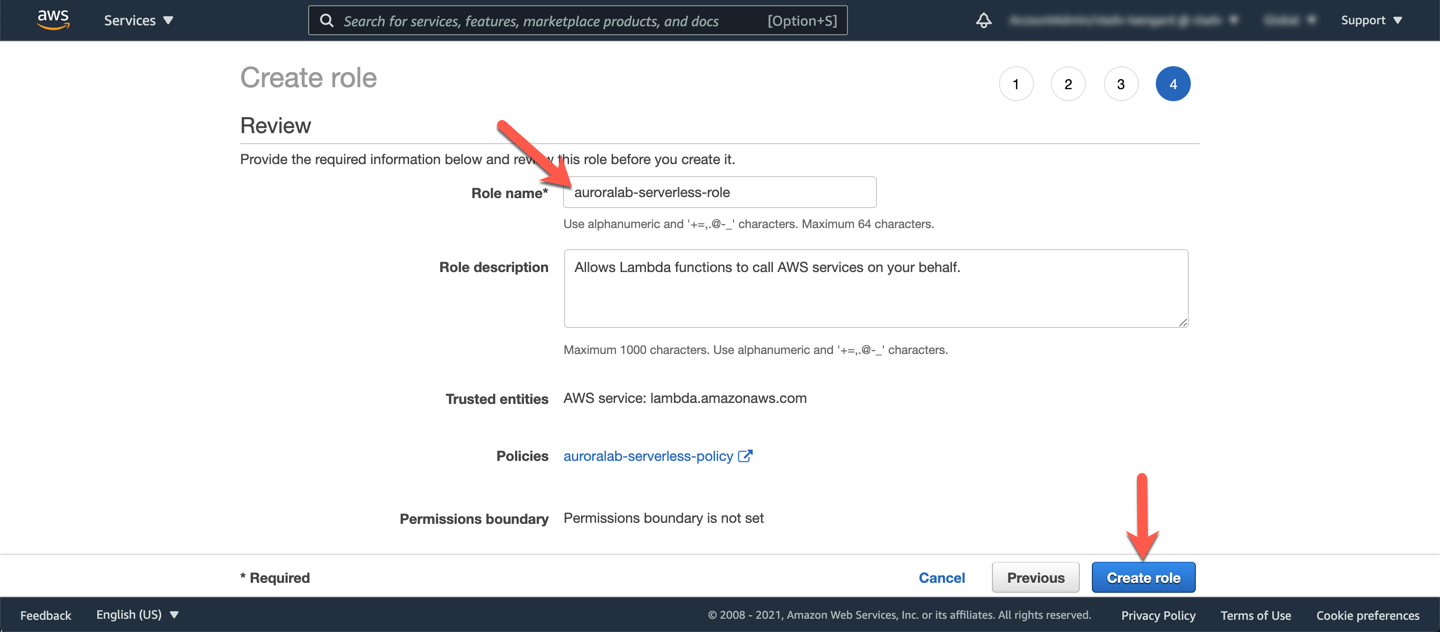 aws Services Search for services, features, marketplace products, and docs [Option+S] Support
Create role 1 2 3 4
Review
Provide the required information below and review this role before you create it.
Role name* auroralab-serverless-role
Use alphanumeric and '+=,.@-_' characters. Maximum 64 characters.
Role description Allows Lambda functions to call AWS services on your behalf.
Maximum 1000 characters. Use alphanumeric and '+=,.@-_' characters.
Trusted entities AWS service: lambda.amazonaws.com
Policies auroralab-serverless-policy
Permissions boundary Permissions boundary is not set
* Required Cancel Previous Create role
Feedback English (US) © 2008 - 2021, Amazon Web Services, Inc. or its affiliates. All rights reserved. Privacy Policy Terms of Use Cookie preferences